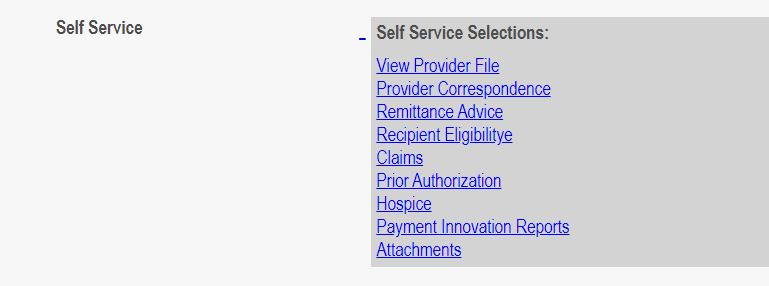 Self Service
Self Service Selections:
View Provider File
Provider Correspondence
Remittance Advice
Recipient Eligibilitye
Claims
Prior Authorization
Hospice
Payment Innovation Reports
Attachments